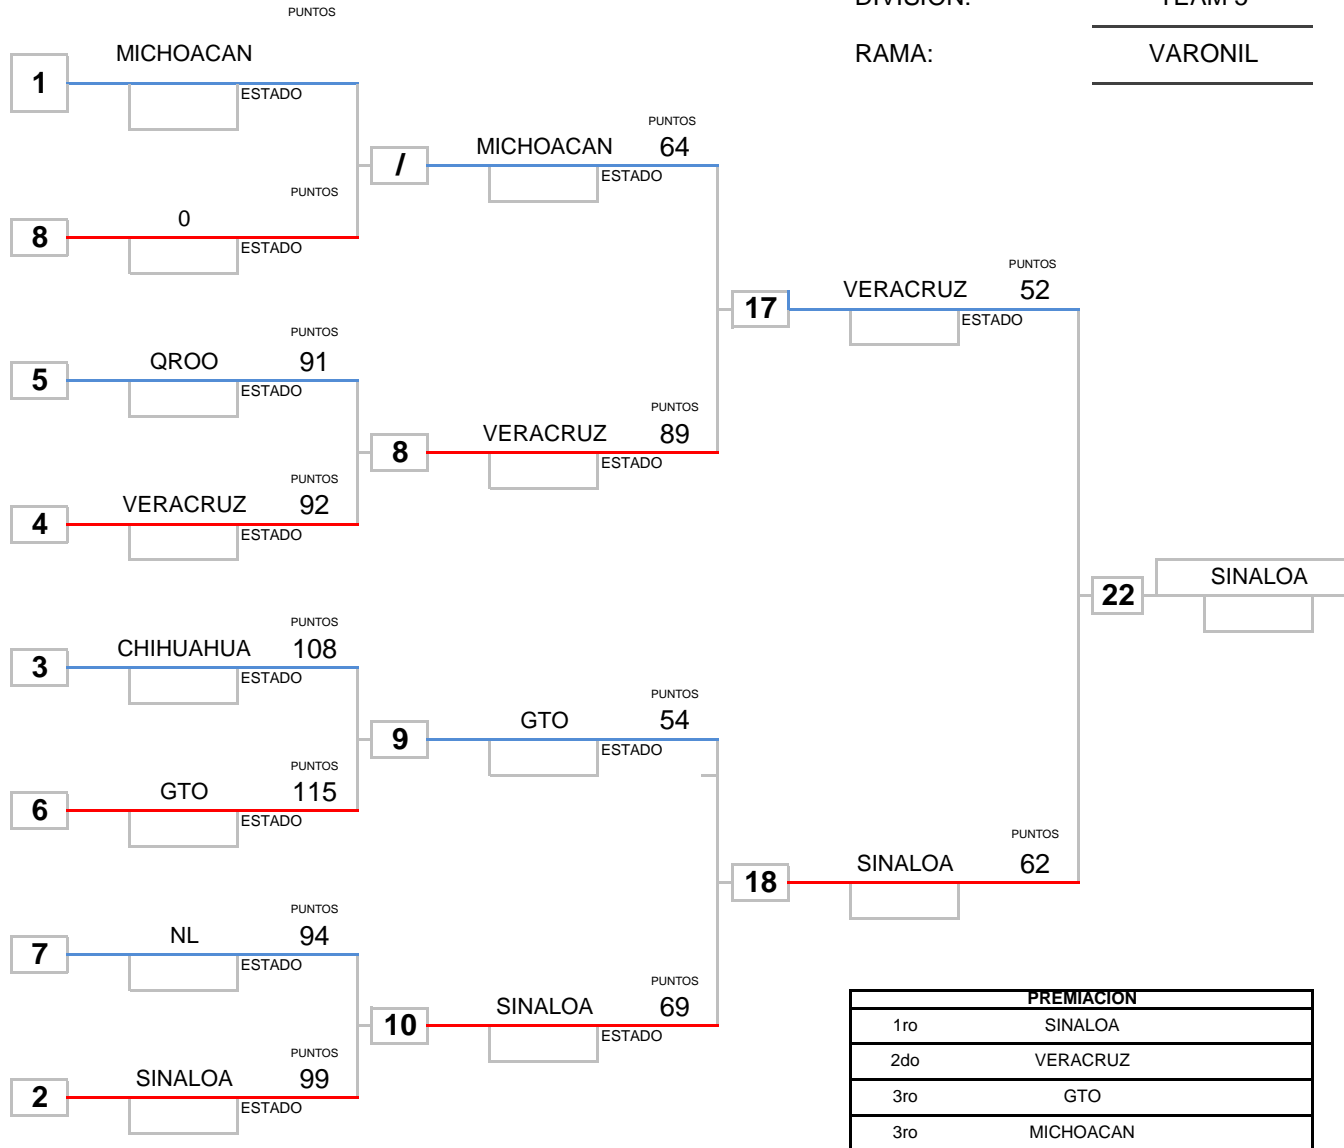 PUNTOS
RAMA: VARONIL
MICHOACAN
1
ESTADO
PUNTOS
MICHOACAN 64
/
ESTADO
PUNTOS
0
8
ESTADO
PUNTOS
VERACRUZ 52
17
ESTADO
PUNTOS
QROO 91
5
ESTADO
PUNTOS
VERACRUZ 89
8
ESTADO
PUNTOS
VERACRUZ 92
4
ESTADO
22
SINALOA
PUNTOS
CHIHUAHUA 108
3
ESTADO
PUNTOS
GTO 54
9
ESTADO
PUNTOS
GTO 115
6
ESTADO
PUNTOS
SINALOA 62
18
PUNTOS
NL 94
7
ESTADO
PUNTOS
SINALOA 69
10
ESTADO
PUNTOS
SINALOA 99
2
ESTADO
PREMIACION
1ro SINALOA
2do VERACRUZ
3ro GTO
3ro MICHOACAN